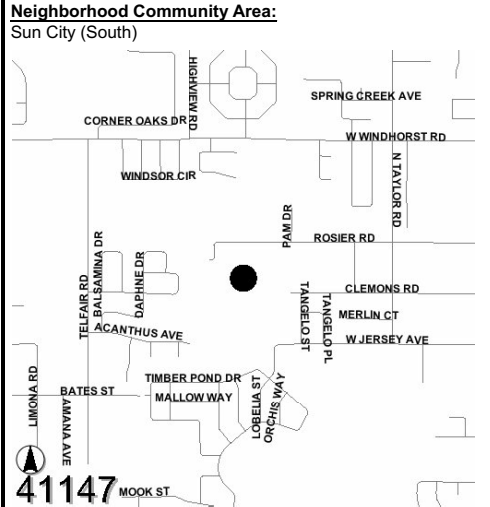 Neighborhood Community Area:
Sun City (South)
HIGHVIEW RD
SPRING CREEK AVE
CORNER OAKS DR
W WINDHORST RD
WINDSOR CIR
N TAYLOR RD
PAM DR
ROSIER RD
BALSAMINA DR
DAPHNE DR
TELFAIR RD
CLEMONS RD
TANGELO ST
TANGELO PL
MERLIN CT
ACANTHUS AVE
W JERSEY AVE
TIMBER POND DR
LIMONA RD
BATES ST
MALLOW WAY
LOBELIA ST
ORCHIS WAY
AMANA AVE
41147
MOOK ST